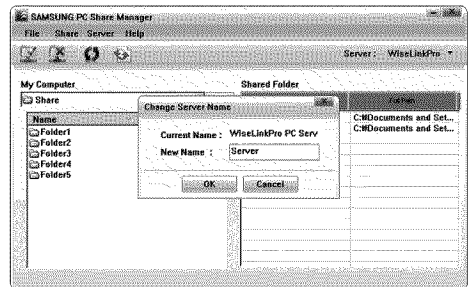 SAMSUNG PC Share Manager
File Share Server Help
Server : WiseLinkPro
My Computer
Shared Folder
Share
Name
Folder1
Folder2
Folder3
Folder4
Folder5
C:\Documents and Set...
C:\Documents and Set...
Change Server Name
Current Name : WiseLinkPro PC Serv
New Name : Server
OK Cancel